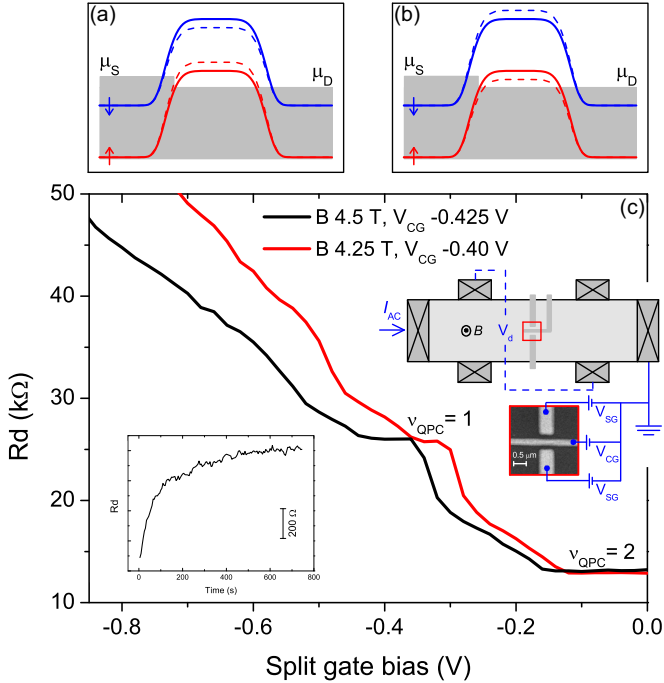 (a)
μS
μD
(b)
μS
μD
(c)
B 4.5 T, VCG -0.425 V
B 4.25 T, VCG -0.40 V
IAC
B
Vd
VSG
VCG
VSG
0.5 μm
νQPC= 1
νQPC= 2
Rd
200 Ω
0 200 400 600 800
Time (s)
50
40
30
20
10
Rd (kΩ)
-0.8 -0.6 -0.4 -0.2 0.0
Split gate bias (V)